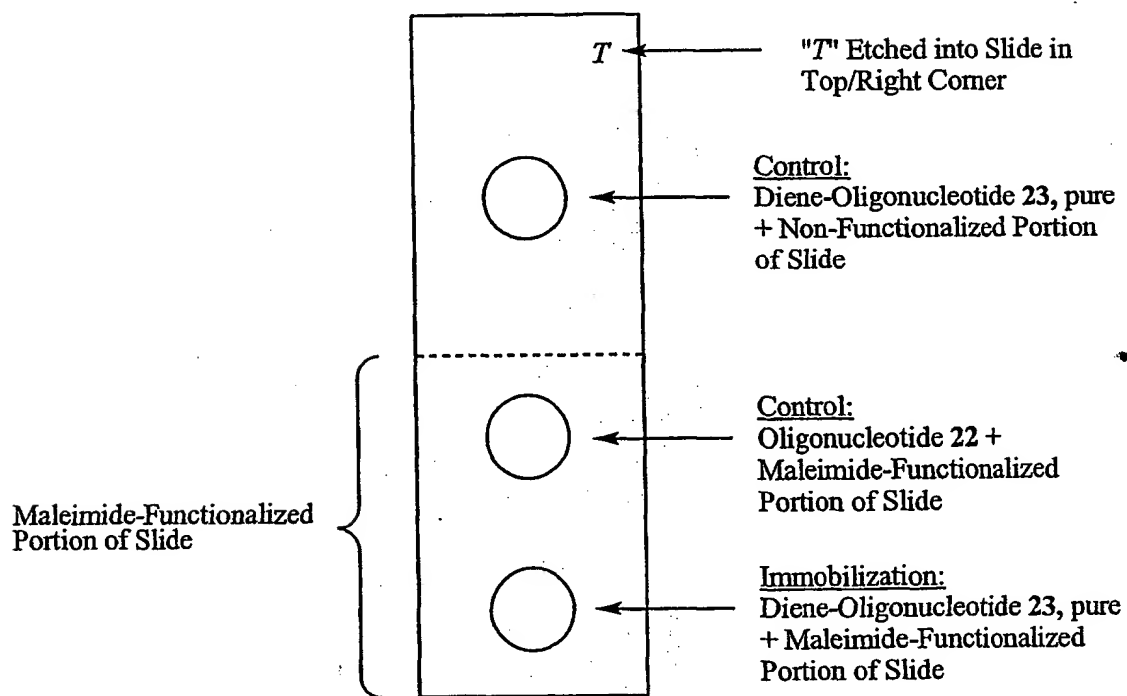 T
"T" Etched into Slide in
Top/Right Corner
Control:
Diene-Oligonucleotide 23, pure
+ Non-Functionalized Portion
of Slide
Control:
Oligonucleotide 22 +
Maleimide-Functionalized
Portion of Slide
Maleimide-Functionalized
Portion of Slide
Immobilization:
Diene-Oligonucleotide 23, pure
+ Maleimide-Functionalized
Portion of Slide